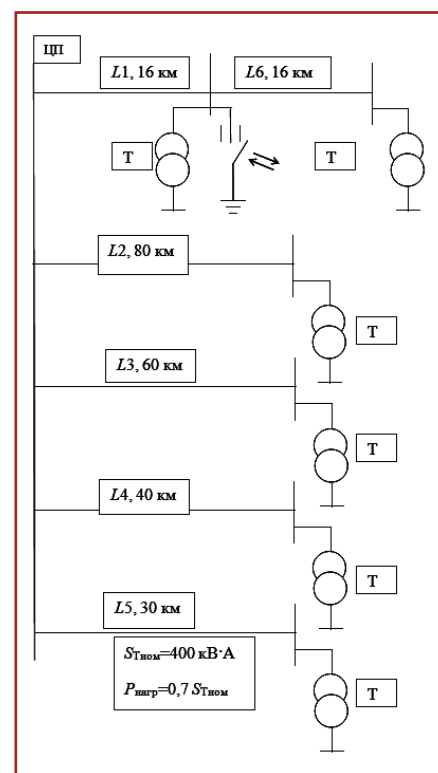 ЦП
L1, 16 км
L6, 16 км
Т
Т
L2, 80 км
Т
L3, 60 км
Т
L4, 40 км
Т
L5, 30 км
SТном=400 кВ·А
Pнагр=0,7 SТном
Т